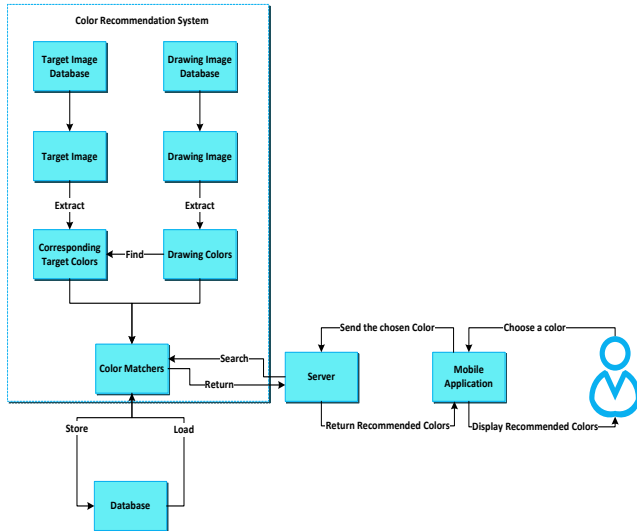 Color Recommendation System
Target Image
Database
Drawing Image
Database
Target Image
Drawing Image
Extract
Extract
Corresponding
Target Colors
Find
Drawing Colors
Send the chosen Color
Choose a color
Color Matchers
Search
Return
Server
Mobile
Application
Return Recommended Colors
Display Recommended Colors
Store
Load
Database